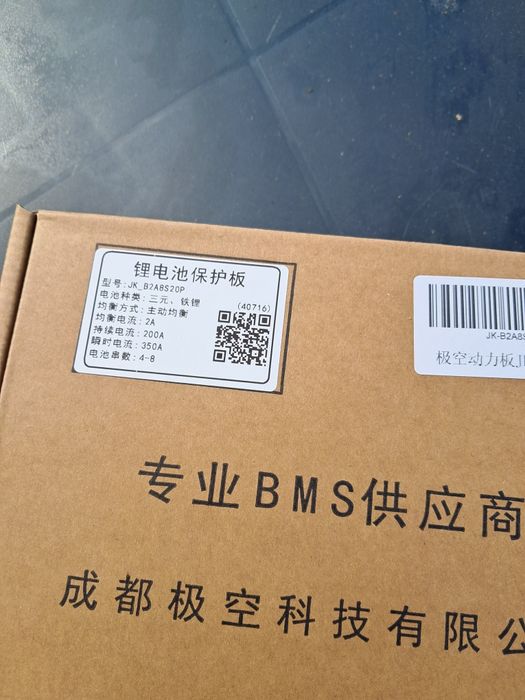 锂电池保护板
型号:JK_B2A8S20P
电池种类:三元、铁锂
均衡方式:主动均衡
(40716)
均衡电流:2A
持续电流:200A
瞬时电流:350A
电池串数:4-8
JK-B2A8S
极空动力板
专业BMS供应商
成都极空科技有限公